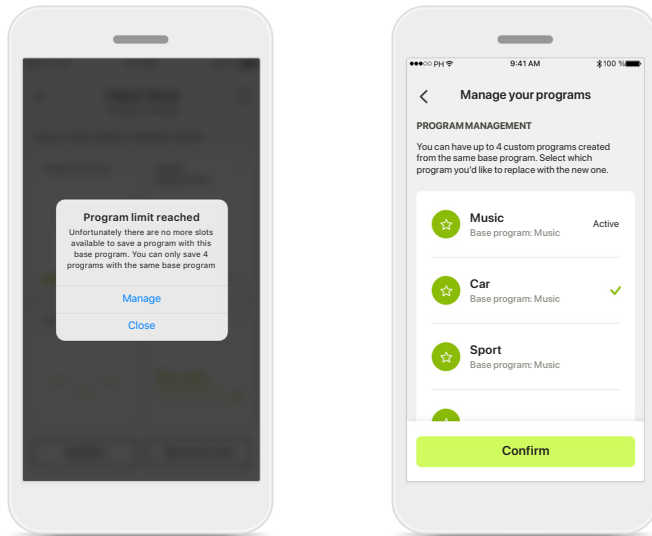 Program limit reached
Unfortunately there are no more slots
available to save a program with this
base program. You can only save 4
programs with the same base program
Manage
Close
PH
9:41 AM
100 %
Manage your programs
PROGRAM MANAGEMENT
You can have up to 4 custom programs created
from the same base program. Select which
program you'd like to replace with the new one.
Music
Base program: Music
Active
Car
Base program: Music
Sport
Base program: Music
Confirm